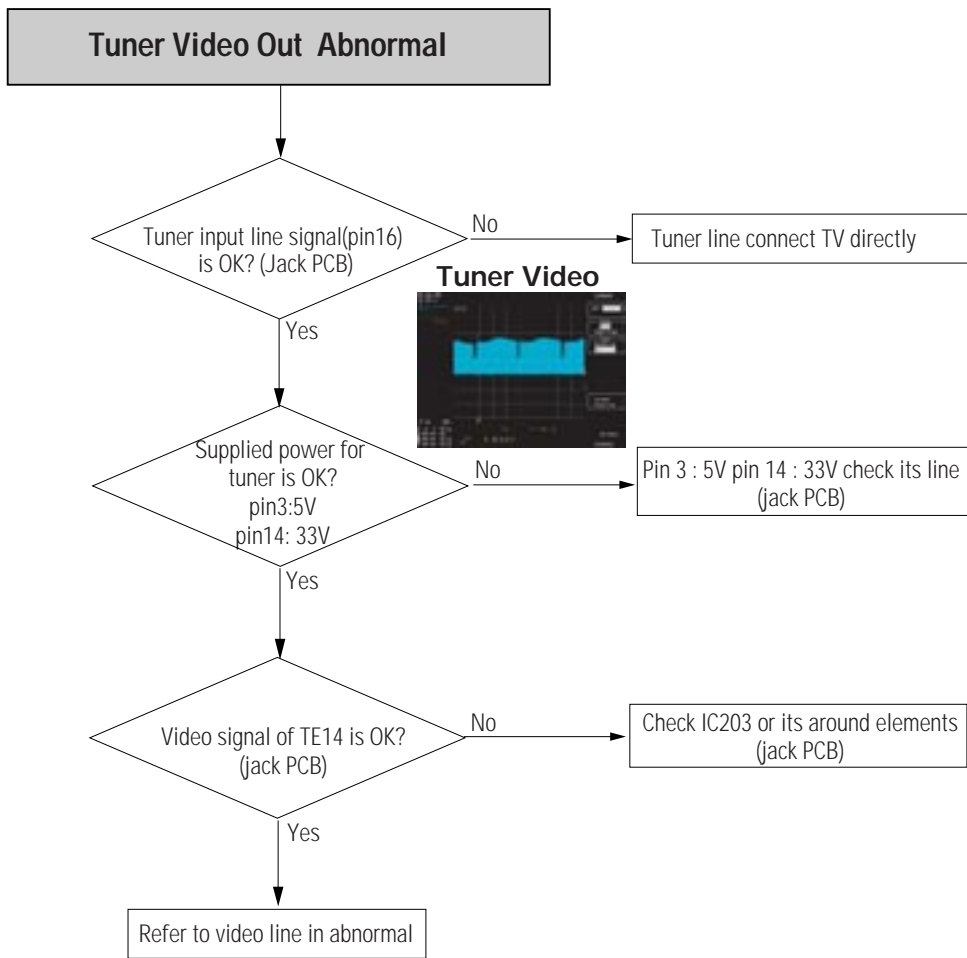 Tuner Video Out Abnormal
Tuner input line signal(pin16)
is OK? (Jack PCB)
No
Tuner line connect TV directly
Yes
Tuner Video
Supplied power for
tuner is OK?
pin3:5V
pin14: 33V
No
Pin 3 : 5V pin 14 : 33V check its line
(jack PCB)
Yes
Video signal of TE14 is OK?
(jack PCB)
No
Check IC203 or its around elements
(jack PCB)
Yes
Refer to video line in abnormal